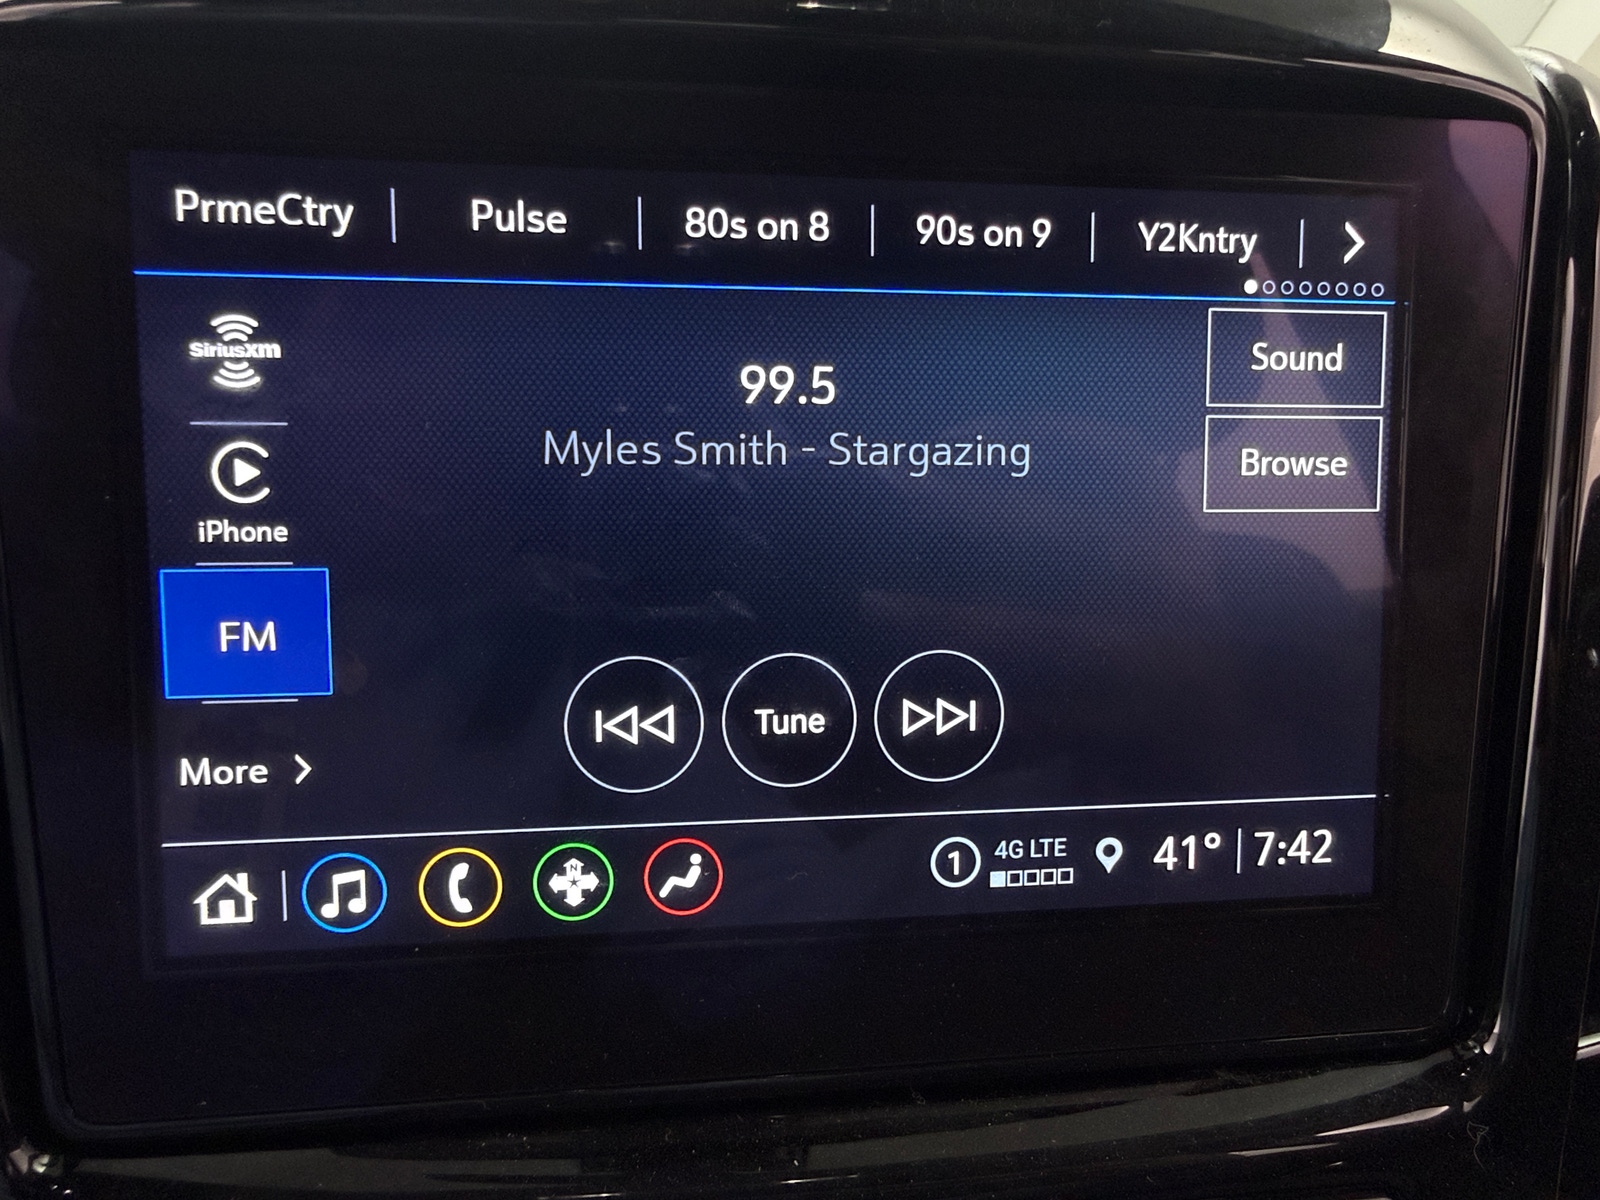 PrmeCtry Pulse 80s on 8 90s on 9 Y2Kntry
SiriusXM
iPhone
FM
More
99.5
Myles Smith - Stargazing
Tune
Sound
Browse
N
1 4G LTE 41° 7:42